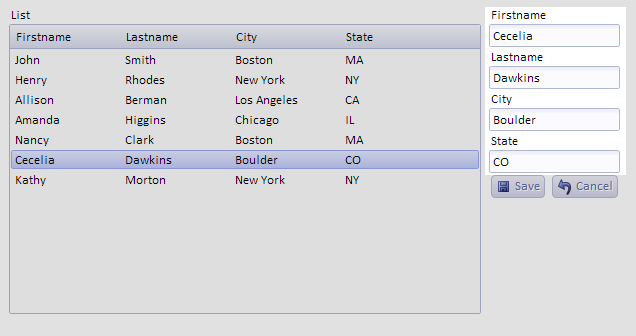 List
Firstname Lastname City State
John Smith Boston MA
Henry Rhodes New York NY
Allison Berman Los Angeles CA
Amanda Higgins Chicago IL
Nancy Clark Boston MA
Cecelia Dawkins Boulder CO
Kathy Morton New York NY
Firstname
Cecelia
Lastname
Dawkins
City
Boulder
State
CO
Save Cancel